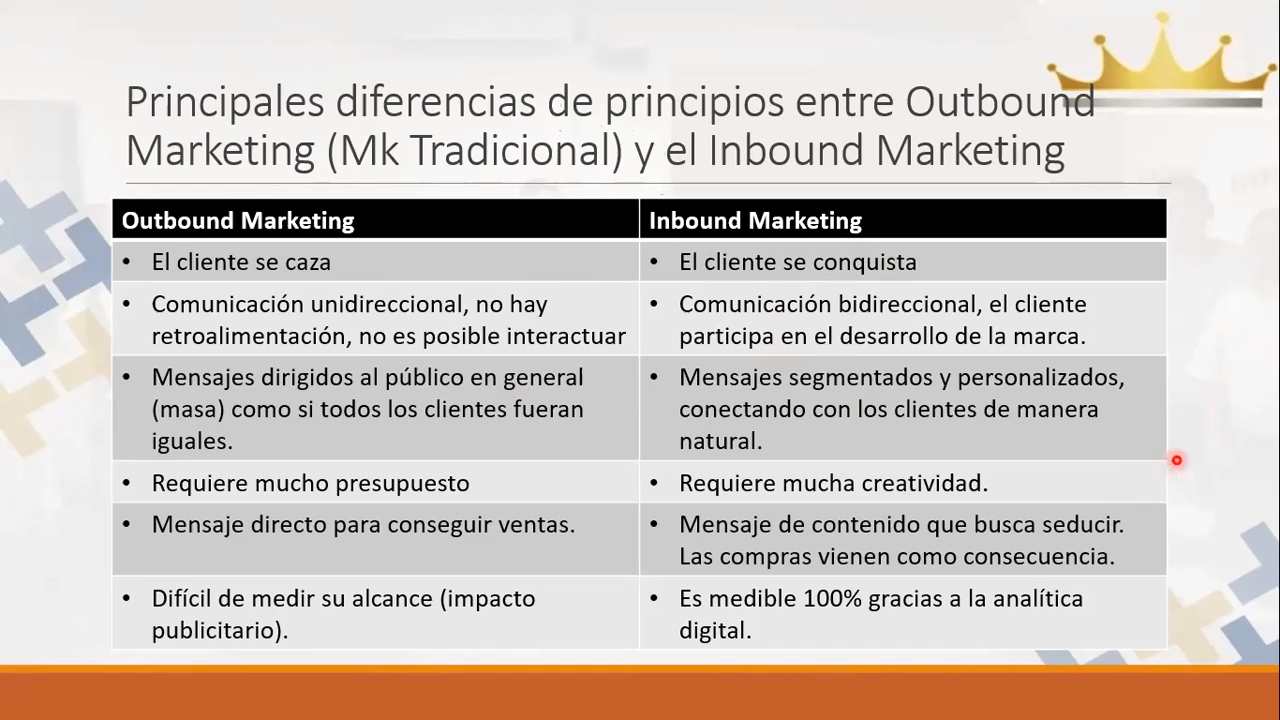 Principales diferencias de principios entre Outbound
Marketing (Mk Tradicional) y el Inbound Marketing
Outbound Marketing
Inbound Marketing
• El cliente se caza
• El cliente se conquista
• Comunicación unidireccional, no hay
retroalimentación, no es posible interactuar
• Comunicación bidireccional, el cliente
participa en el desarrollo de la marca.
• Mensajes dirigidos al público en general
(masa) como si todos los clientes fueran
iguales.
• Mensajes segmentados y personalizados,
conectando con los clientes de manera
natural.
• Requiere mucho presupuesto
• Requiere mucha creatividad.
• Mensaje directo para conseguir ventas.
• Mensaje de contenido que busca seducir.
Las compras vienen como consecuencia.
• Difícil de medir su alcance (impacto
publicitario).
• Es medible 100% gracias a la analítica
digital.